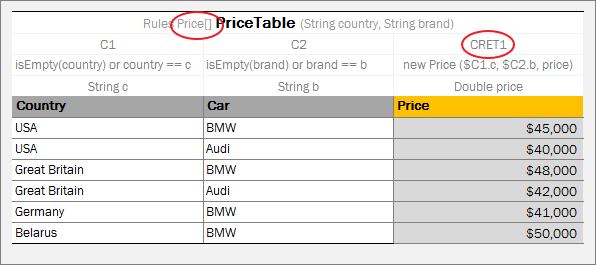 Rules Price[] PriceTable (String country, String brand)
C1 C2 CRET1
isEmpty(country) or country == c isEmpty(brand) or brand == b new Price ($C1.c, $C2.b, price)
String c String b Double price
Country Car Price
USA BMW $45,000
USA Audi $40,000
Great Britain BMW $48,000
Great Britain Audi $42,000
Germany BMW $41,000
Belarus BMW $50,000